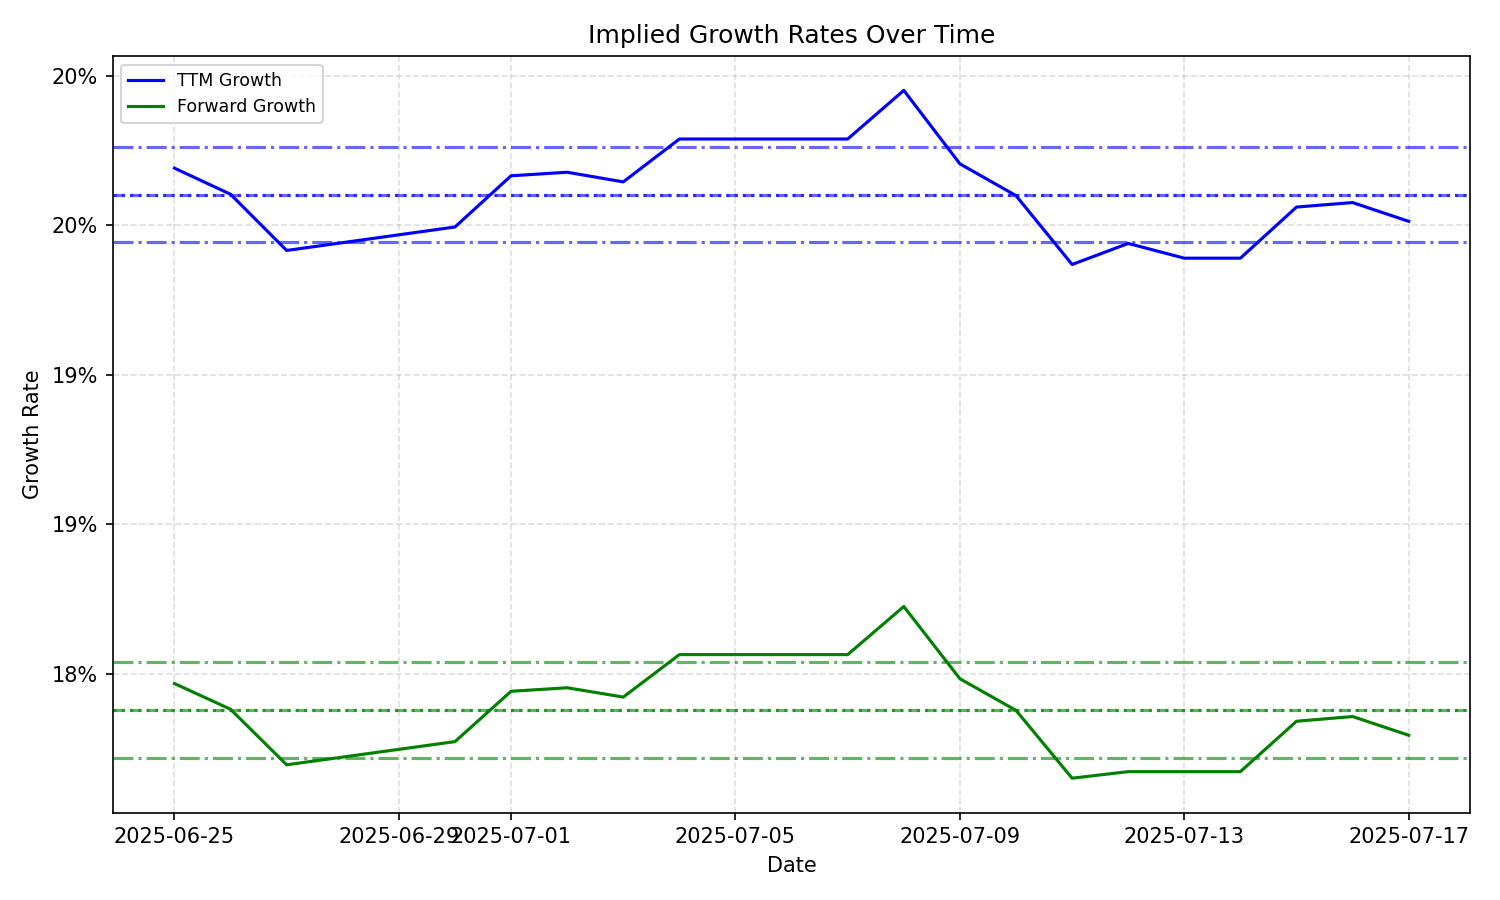 Implied Growth Rates Over Time
TTM Growth
Forward Growth
20%
20%
19%
19%
18%
Growth Rate
2025-06-25
2025-06-29
2025-07-01
2025-07-05
2025-07-09
2025-07-13
2025-07-17
Date